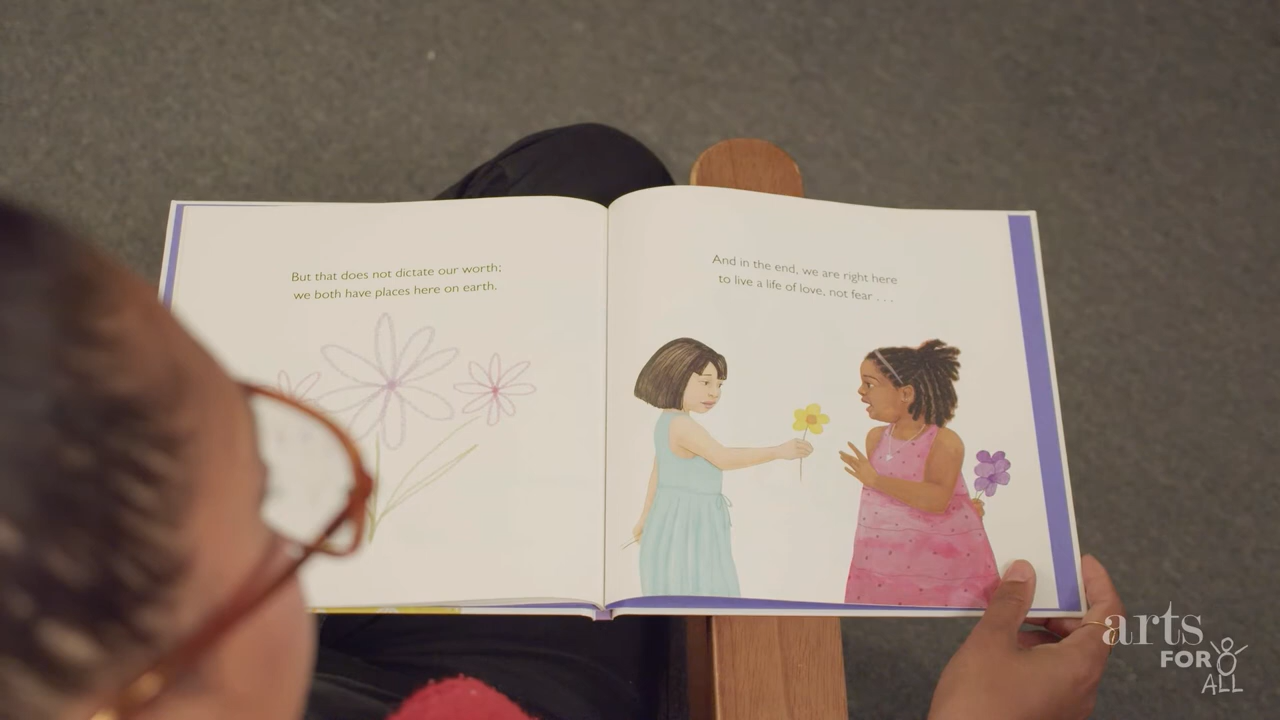 But that does not dictate our worth;
we both have places here on earth.
And in the end, we are right here
to live a life of love, not fear . . .
arts
FOR
ALL